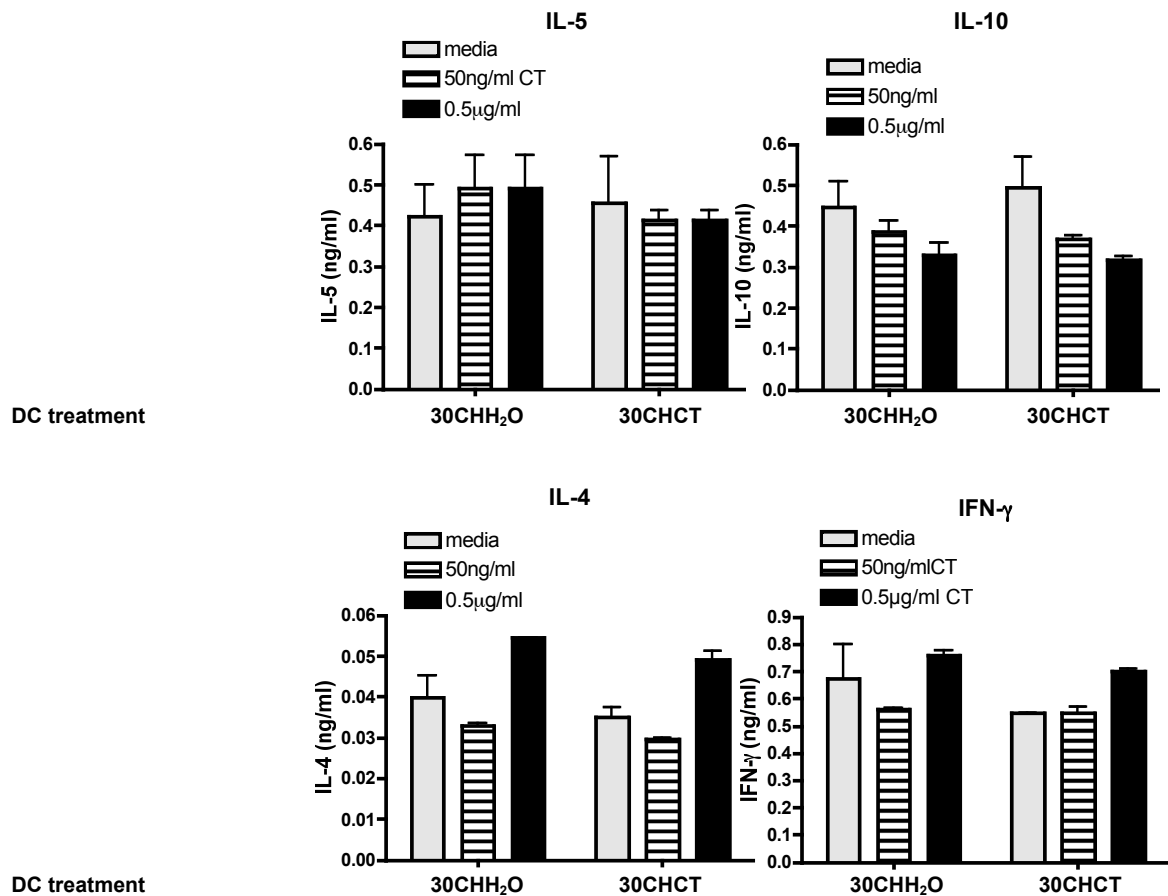 IL-5
media
50ng/ml CT
0.5μg/ml
IL-5 (ng/ml)
0.6
0.5
0.4
0.3
0.2
0.1
0.0
30CHH₂O 30CHCT
IL-10
media
50ng/ml
0.5μg/ml
IL-10 (ng/ml)
0.6
0.5
0.4
0.3
0.2
0.1
0.0
30CHH₂O 30CHCT
DC treatment
IL-4
media
50ng/ml
0.5μg/ml
IL-4 (ng/ml)
0.06
0.05
0.04
0.03
0.02
0.01
0.00
30CHH₂O 30CHCT
IFN-γ
media
50ng/mlCT
0.5μg/ml CT
IFN-γ (ng/ml)
0.9
0.8
0.7
0.6
0.5
0.4
0.3
0.2
0.1
0.0
30CHH₂O 30CHCT
DC treatment